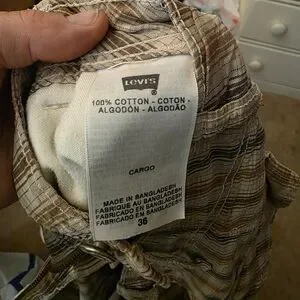 LEVI'S
®
100% COTTON - COTON -
ALGODÓN - ALGODÃO
CARGO
MADE IN BANGLADESH
FABRIQUE AU BANGLADESH
FABRICADO EN BANGLADESH
FABRICADO EM BANGLADESH
36